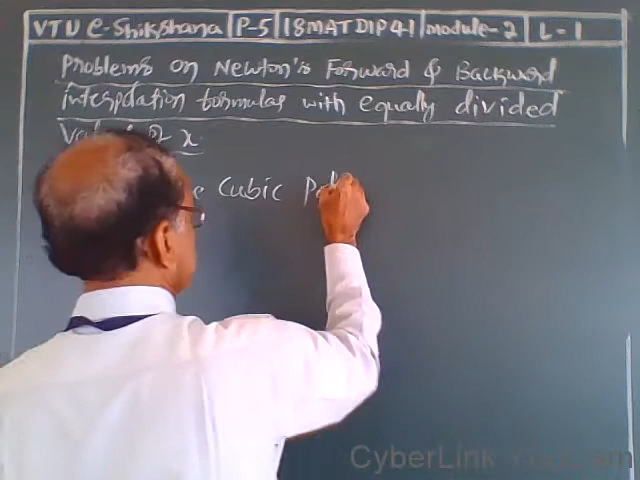 VTU e-Shikshana P-5 18MATDIP41 module-2 L-1
Problems on Newton's Forward & Backward
interpolation formulas with equally divided
x
Cubic
CyberLink